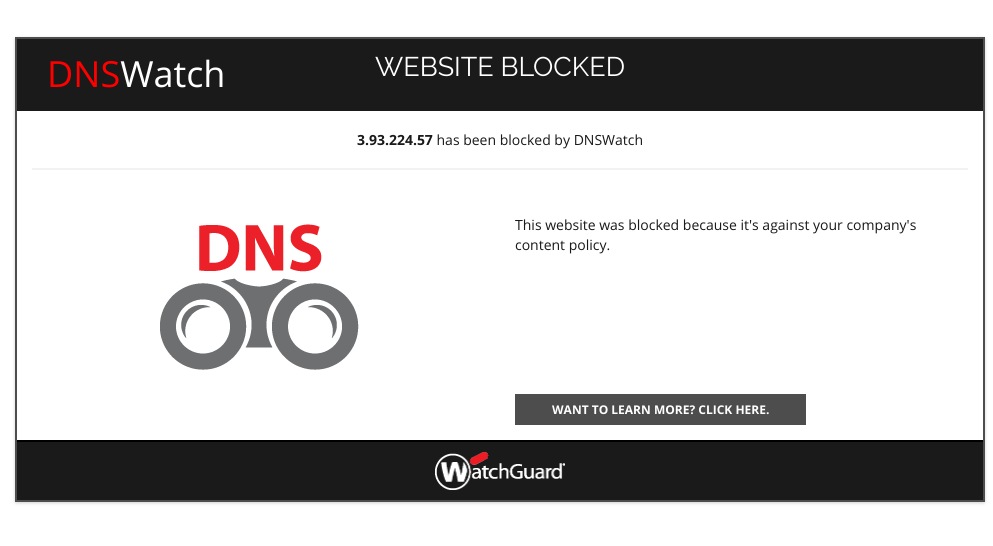 DNSWatch
WEBSITE BLOCKED
3.93.224.57 has been blocked by DNSWatch
DNS
This website was blocked because it's against your company's
content policy.
WANT TO LEARN MORE? CLICK HERE.
WatchGuard